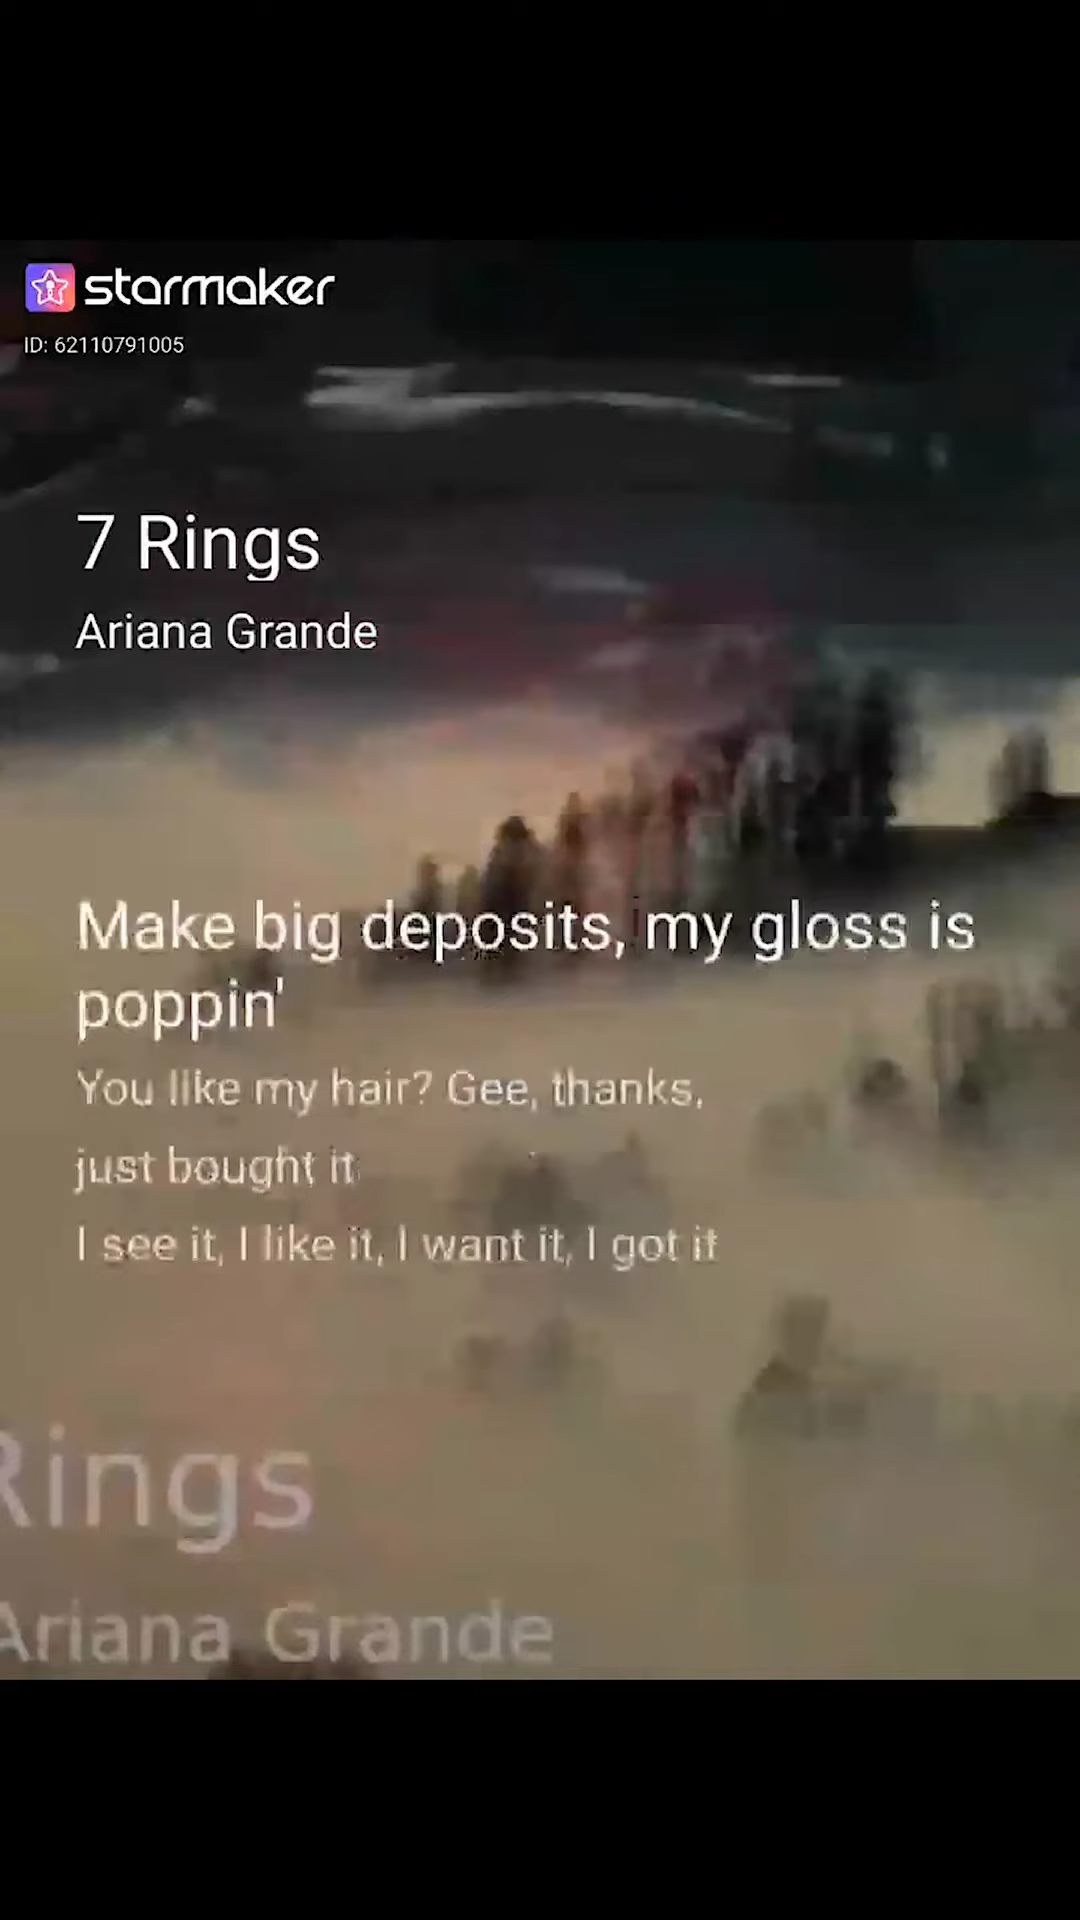 starmaker
ID: 62110791005
7 Rings
Ariana Grande
Make big deposits, my gloss is
poppin'
You like my hair? Gee, thanks,
just bought it
I see it, I like it, I want it, I got it
Rings
Ariana Grande